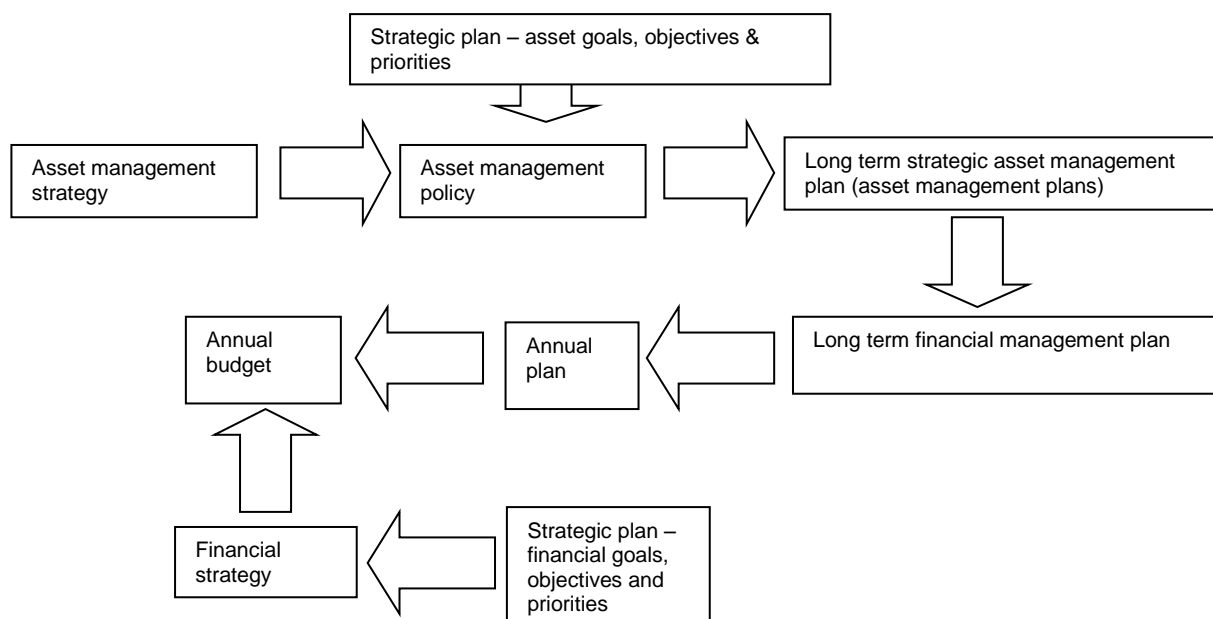 Strategic plan – asset goals, objectives &
priorities
Asset management
strategy
Asset management
policy
Long term strategic asset management
plan (asset management plans)
Annual
budget
Annual
plan
Long term financial management plan
Financial
strategy
Strategic plan –
financial goals,
objectives and
priorities